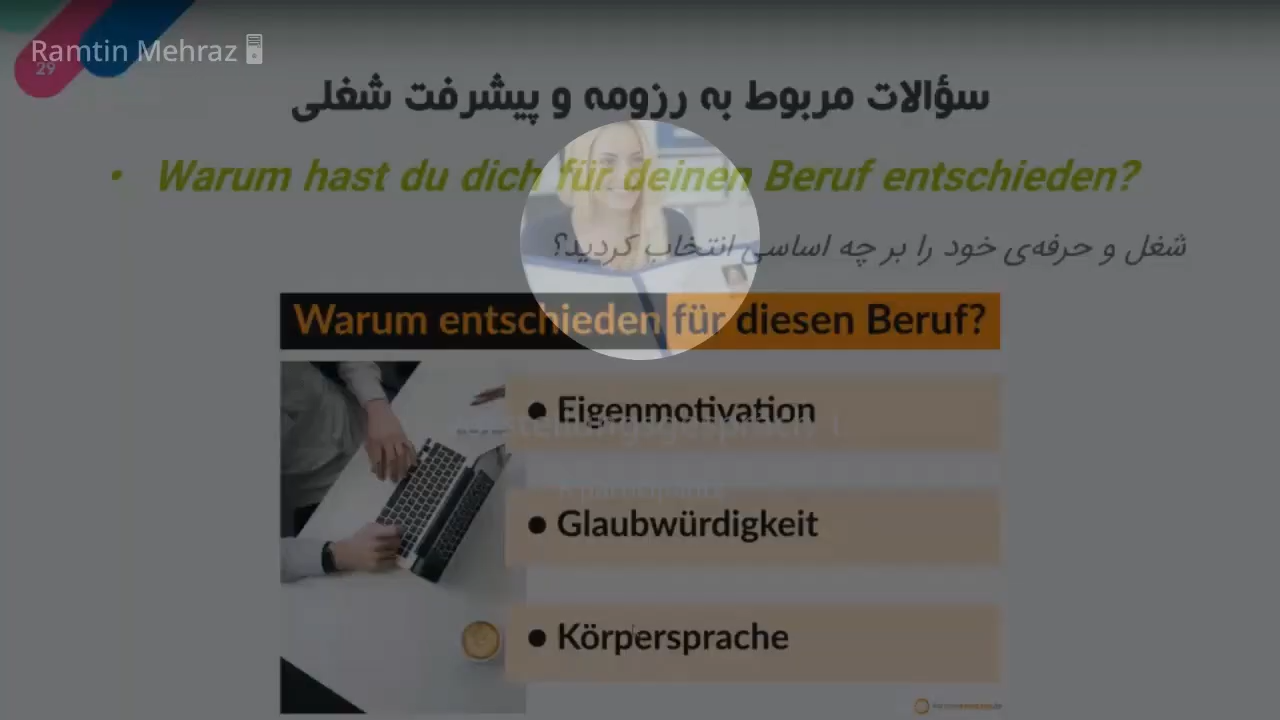 Ramtin Mehraz
29
سؤالات مربوط به رزومه و پیشرفت شغلی
• Warum hast du dich für deinen Beruf entschieden?
شغل و حرفه‌ی خود را بر چه اساسی انتخاب کردید؟
Warum entschieden für diesen Beruf?
• Eigenmotivation
• Glaubwürdigkeit
• Körpersprache